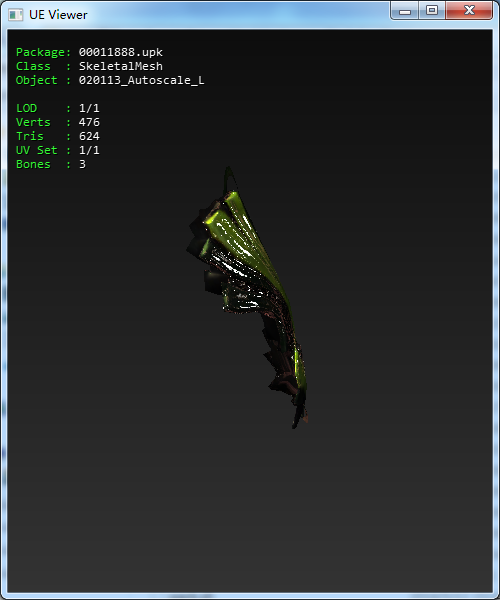 UE Viewer
Package: 00011888.upk
Class : SkeletalMesh
Object : 020113_Autoscale_L
LOD : 1/1
Verts : 476
Tris : 624
UV Set : 1/1
Bones : 3